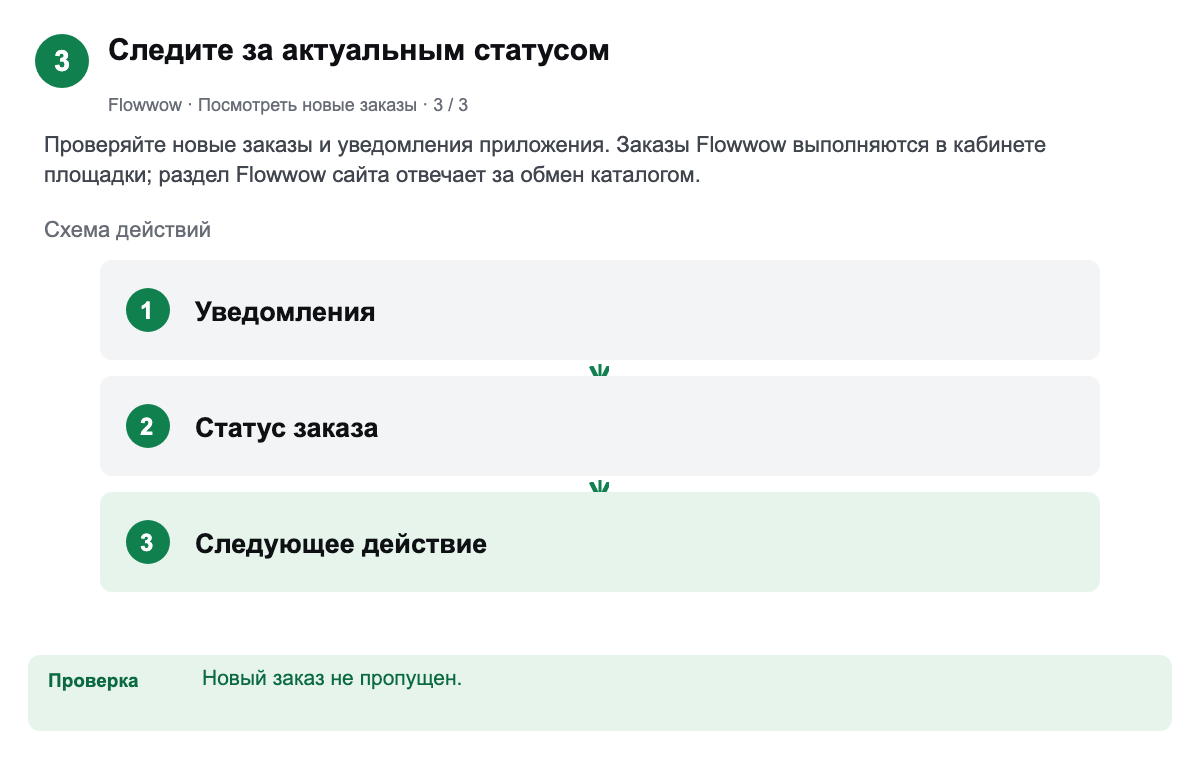 3
Следите за актуальным статусом
Flowwow · Посмотреть новые заказы · 3 / 3
Проверяйте новые заказы и уведомления приложения. Заказы Flowwow выполняются в кабинете
площадки; раздел Flowwow сайта отвечает за обмен каталогом.
Схема действий
1 Уведомления
2 Статус заказа
3 Следующее действие
Проверка Новый заказ не пропущен.